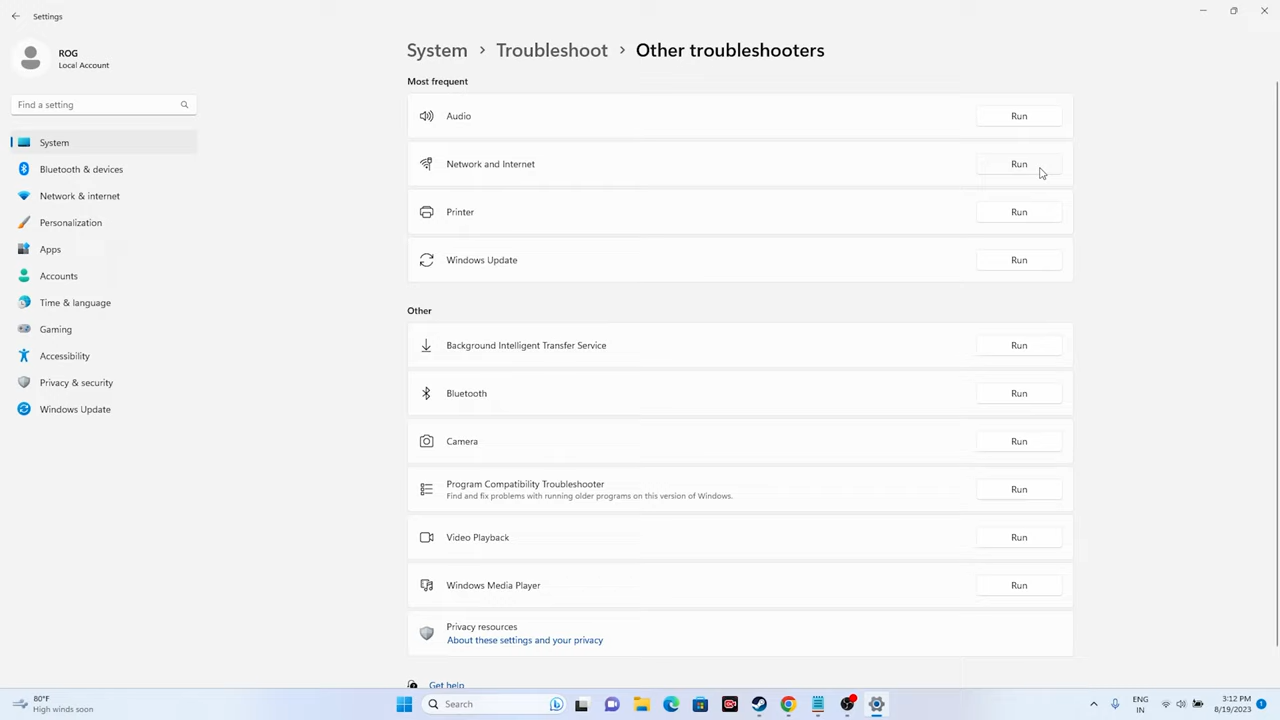 Settings
ROG
Local Account
Find a setting
System
Bluetooth & devices
Network & internet
Personalization
Apps
Accounts
Time & language
Gaming
Accessibility
Privacy & security
Windows Update
System > Troubleshoot > Other troubleshooters
Most frequent
Audio Run
Network and Internet Run
Printer Run
Windows Update Run
Other
Background Intelligent Transfer Service Run
Bluetooth Run
Camera Run
Program Compatibility Troubleshooter
Find and fix problems with running older programs on this version of Windows.
Run
Video Playback Run
Windows Media Player Run
Privacy resources
About these settings and your privacy
Get help
80°F
High winds soon
Search
ENG
IN
3:12 PM
8/19/2023